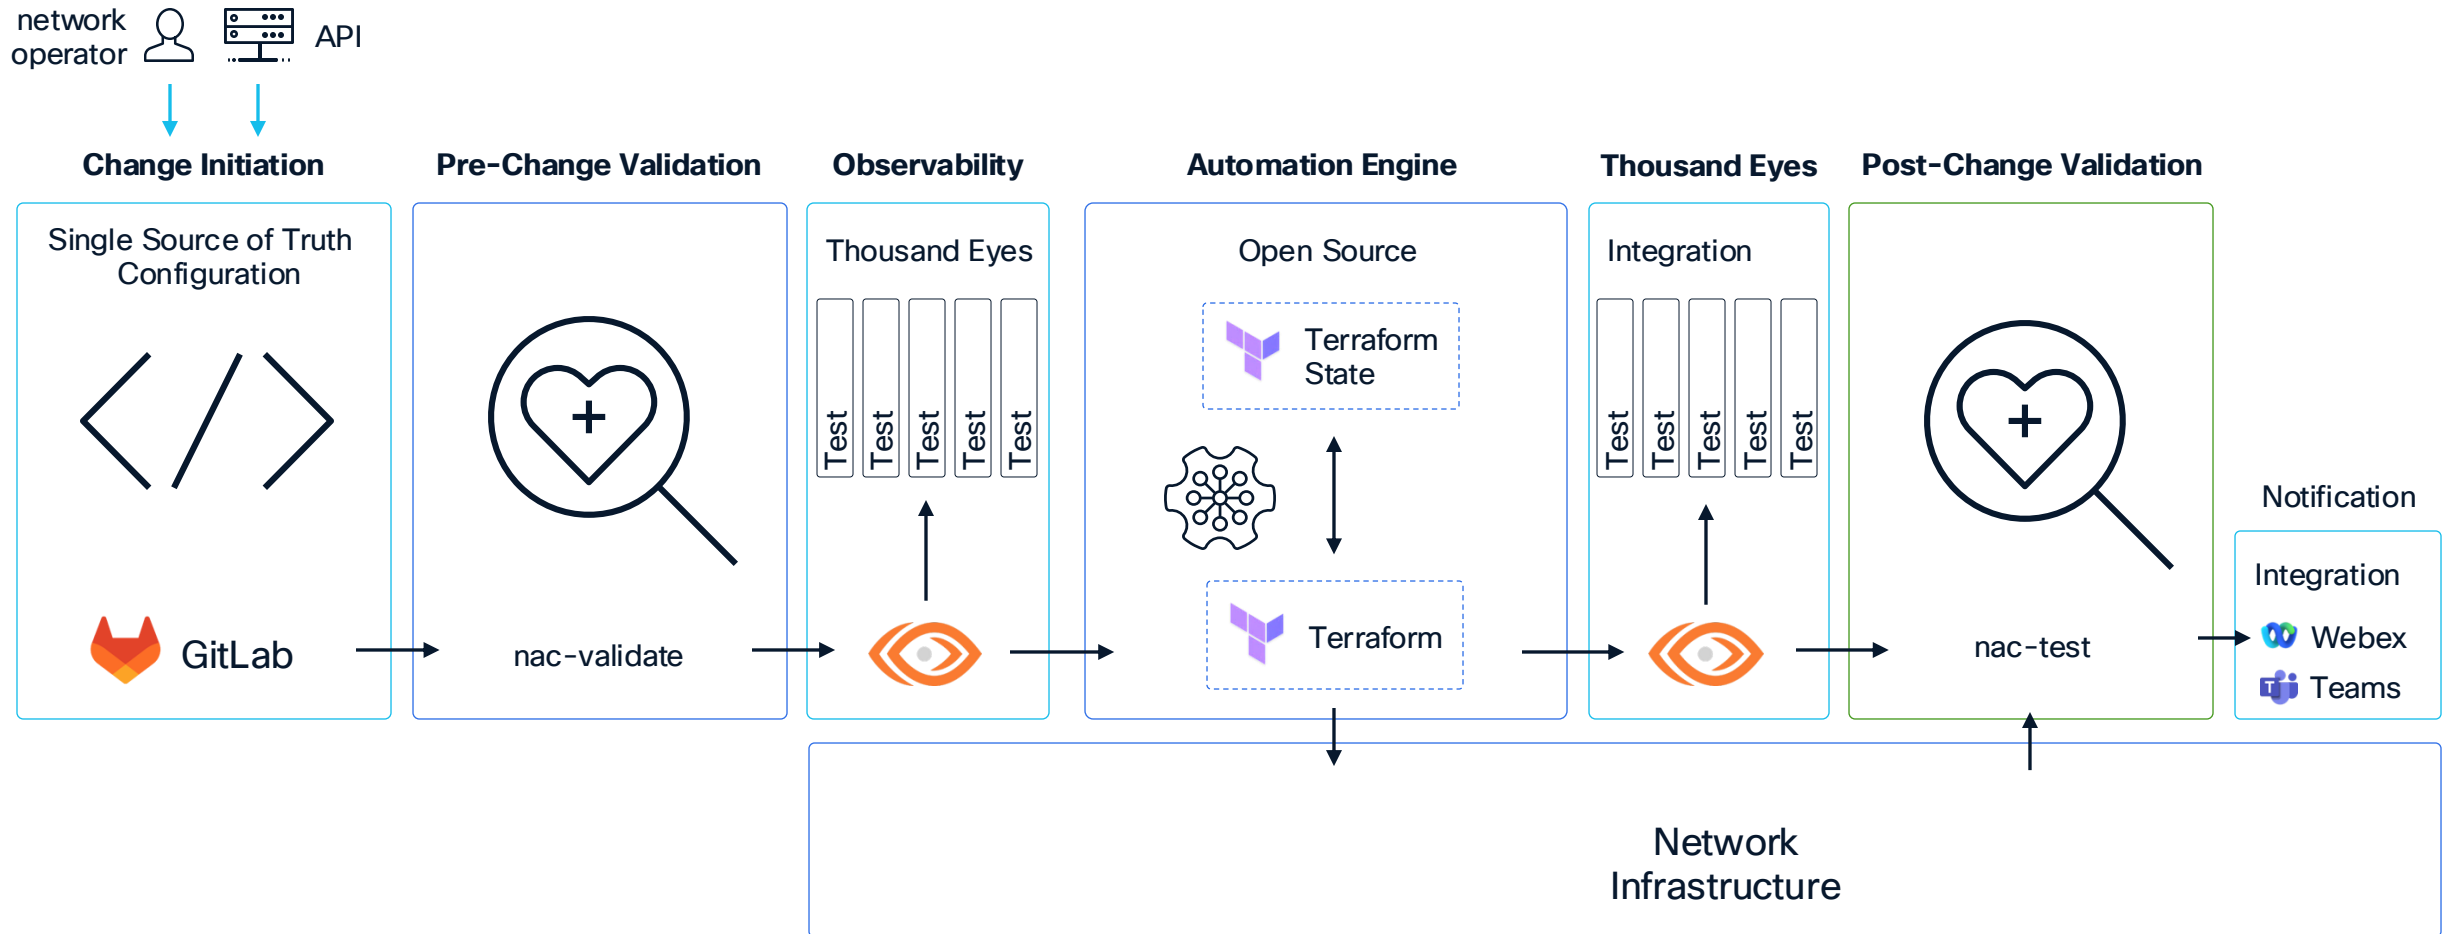 network
operator
API
Change Initiation
Pre-Change Validation
Observability
Automation Engine
Thousand Eyes
Post-Change Validation
Single Source of Truth
Configuration
GitLab
nac-validate
Thousand Eyes
Test
Test
Test
Test
Test
Open Source
Terraform
State
Terraform
Integration
Test
Test
Test
Test
Test
nac-test
Notification
Integration
Webex
Teams
Network
Infrastructure